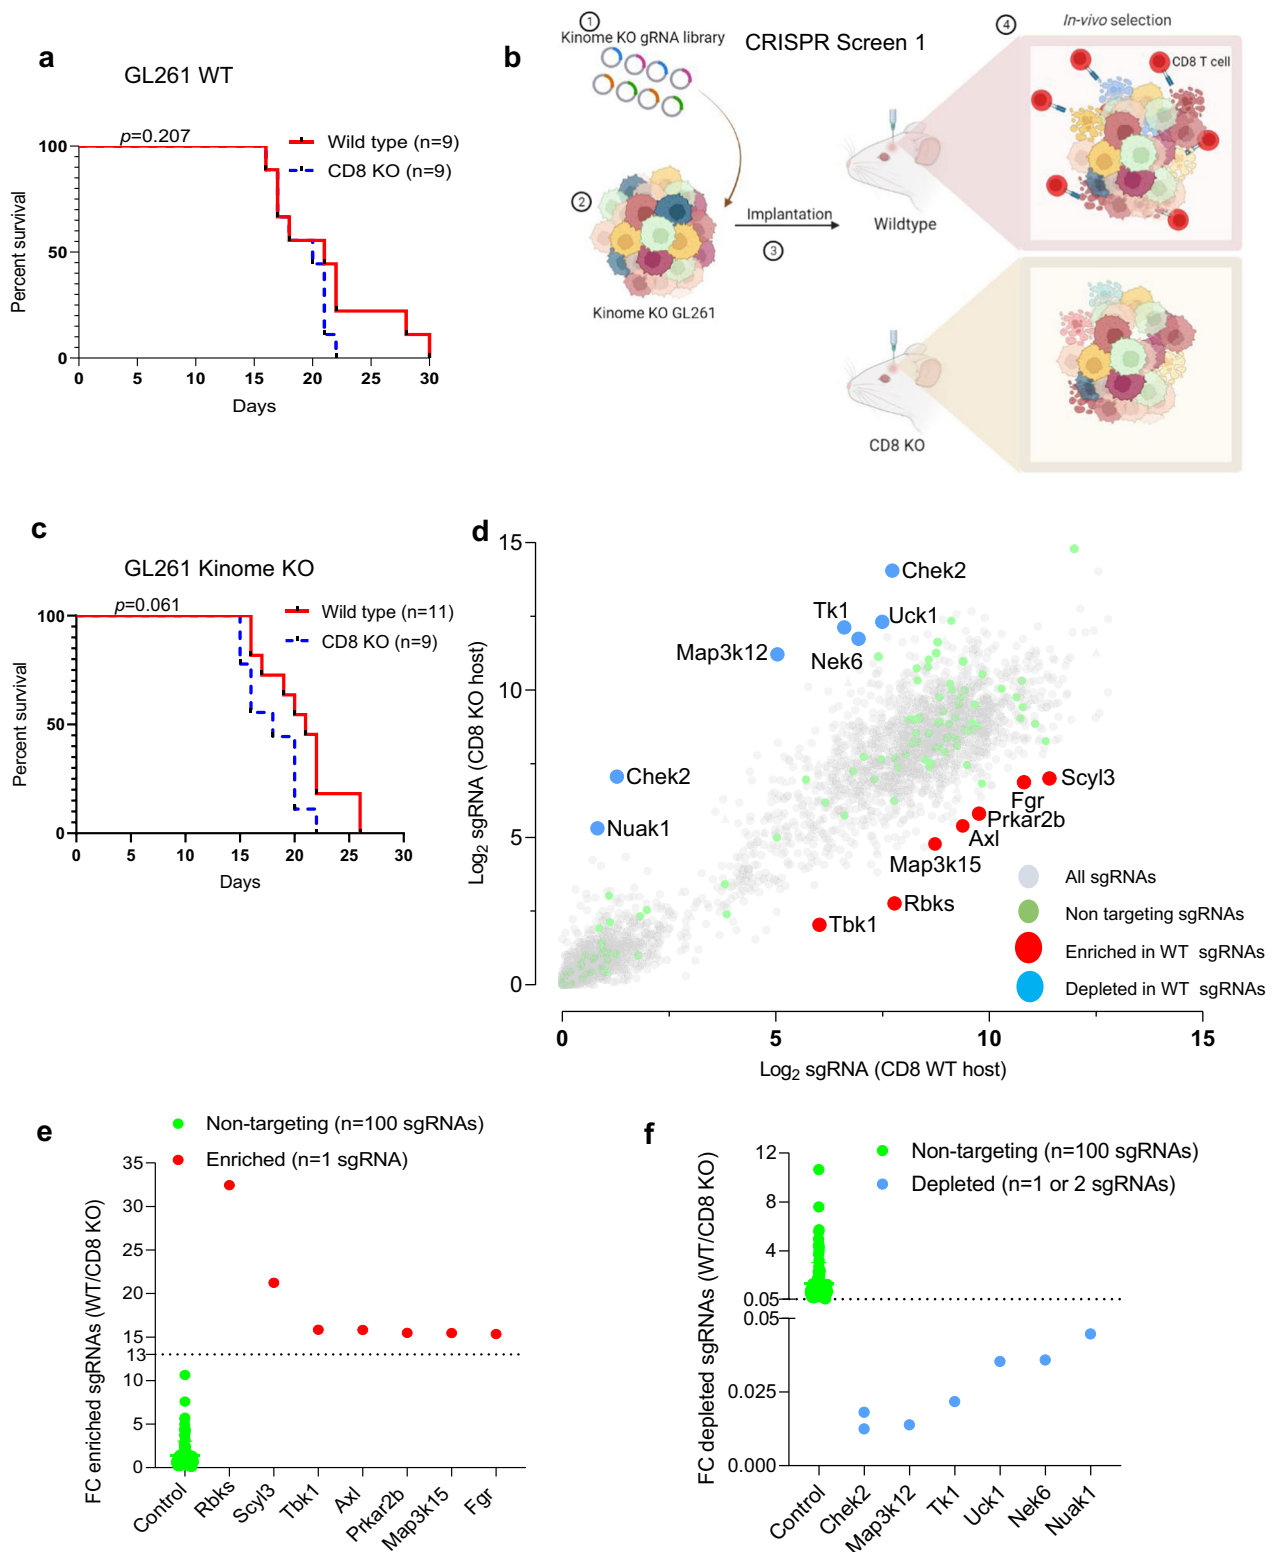 a
GL261 WT
p=0.207
Wild type (n=9)
CD8 KO (n=9)
100
50
0
Percent survival
0 5 10 15 20 25 30
Days
b
1
Kinome KO gRNA library
CRISPR Screen 1
2
Kinome KO GL261
Implantation
3
Wildtype
CD8 KO
4
In-vivo selection
CD8 T cell
c
GL261 Kinome KO
p=0.061
Wild type (n=11)
CD8 KO (n=9)
100
50
0
Percent survival
0 5 10 15 20 25 30
Days
d
15
10
5
0
Log2 sgRNA (CD8 KO host)
Chek2
Tk1
Uck1
Map3k12
Nek6
Chek2
Nuak1
Scyl3
Fgr
Prkar2b
Axl
Map3k15
Rbks
Tbk1
All sgRNAs
Non targeting sgRNAs
Enriched in WT sgRNAs
Depleted in WT sgRNAs
0 5 10 15
Log2 sgRNA (CD8 WT host)
e
Non-targeting (n=100 sgRNAs)
Enriched (n=1 sgRNA)
35
30
25
20
15
13
10
5
0
FC enriched sgRNAs (WT/CD8 KO)
Control Rbks Scyl3 Tbk1 Axl Prkar2b Map3k15 Fgr
f
Non-targeting (n=100 sgRNAs)
Depleted (n=1 or 2 sgRNAs)
12
8
4
0.05
0.05
0.025
0.000
FC depleted sgRNAs (WT/CD8 KO)
Control Chek2 Map3k12 Tk1 Uck1 Nek6 Nuak1